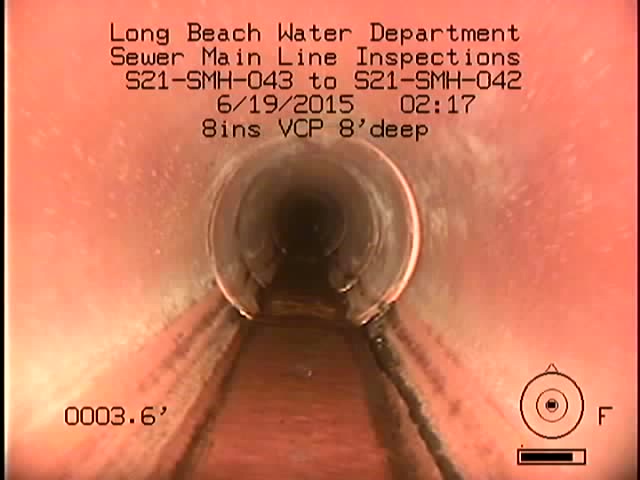 Long Beach Water Department
Sewer Main Line Inspections
S21-SMH-043 to S21-SMH-042
6/19/2015 02:17
8ins VCP 8'deep
0003.6'
F